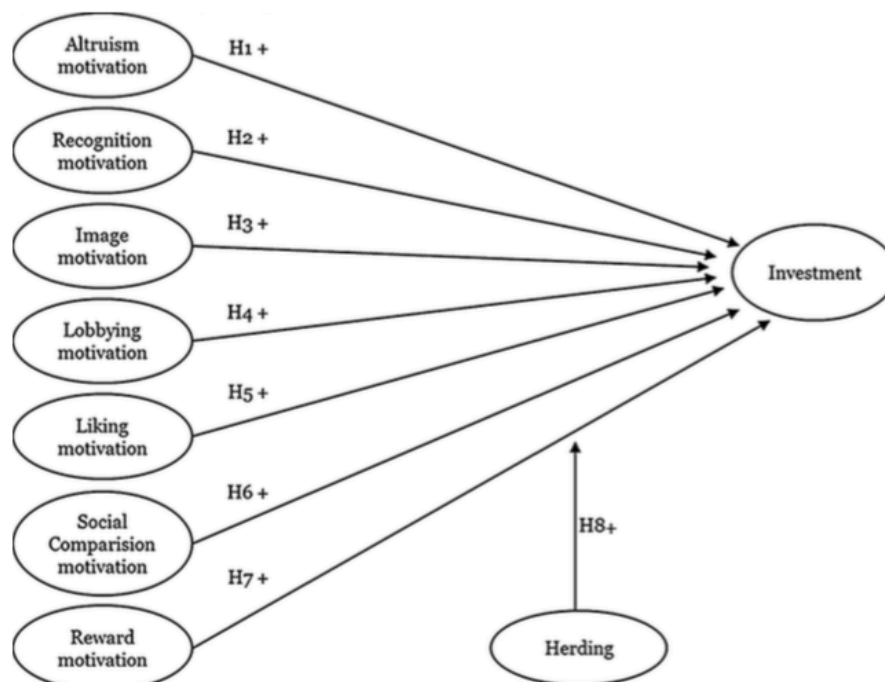 Altruism
motivation
H1 +
Recognition
motivation
H2 +
Image
motivation
H3 +
Investment
Lobbying
motivation
H4 +
Liking
motivation
H5 +
Social
Comparision
motivation
H6 +
H8+
Reward
motivation
H7 +
Herding